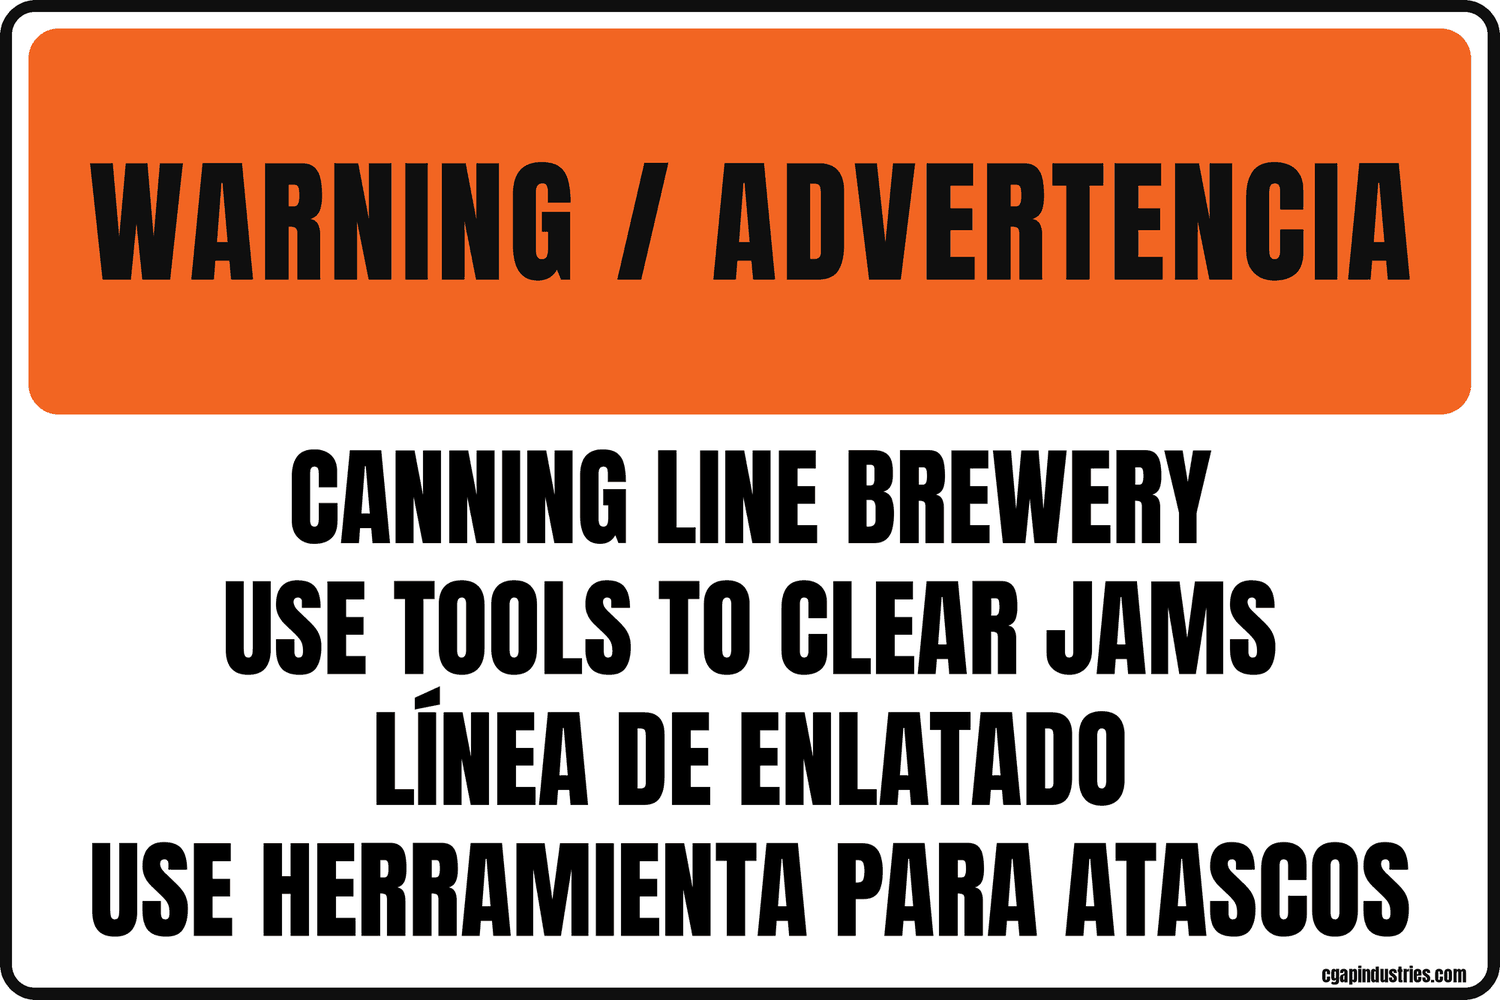 WARNING / ADVERTENCIA
CANNING LINE BREWERY
USE TOOLS TO CLEAR JAMS
LÍNEA DE ENLATADO
USE HERRAMIENTA PARA ATASCOS
cgapindustries.com